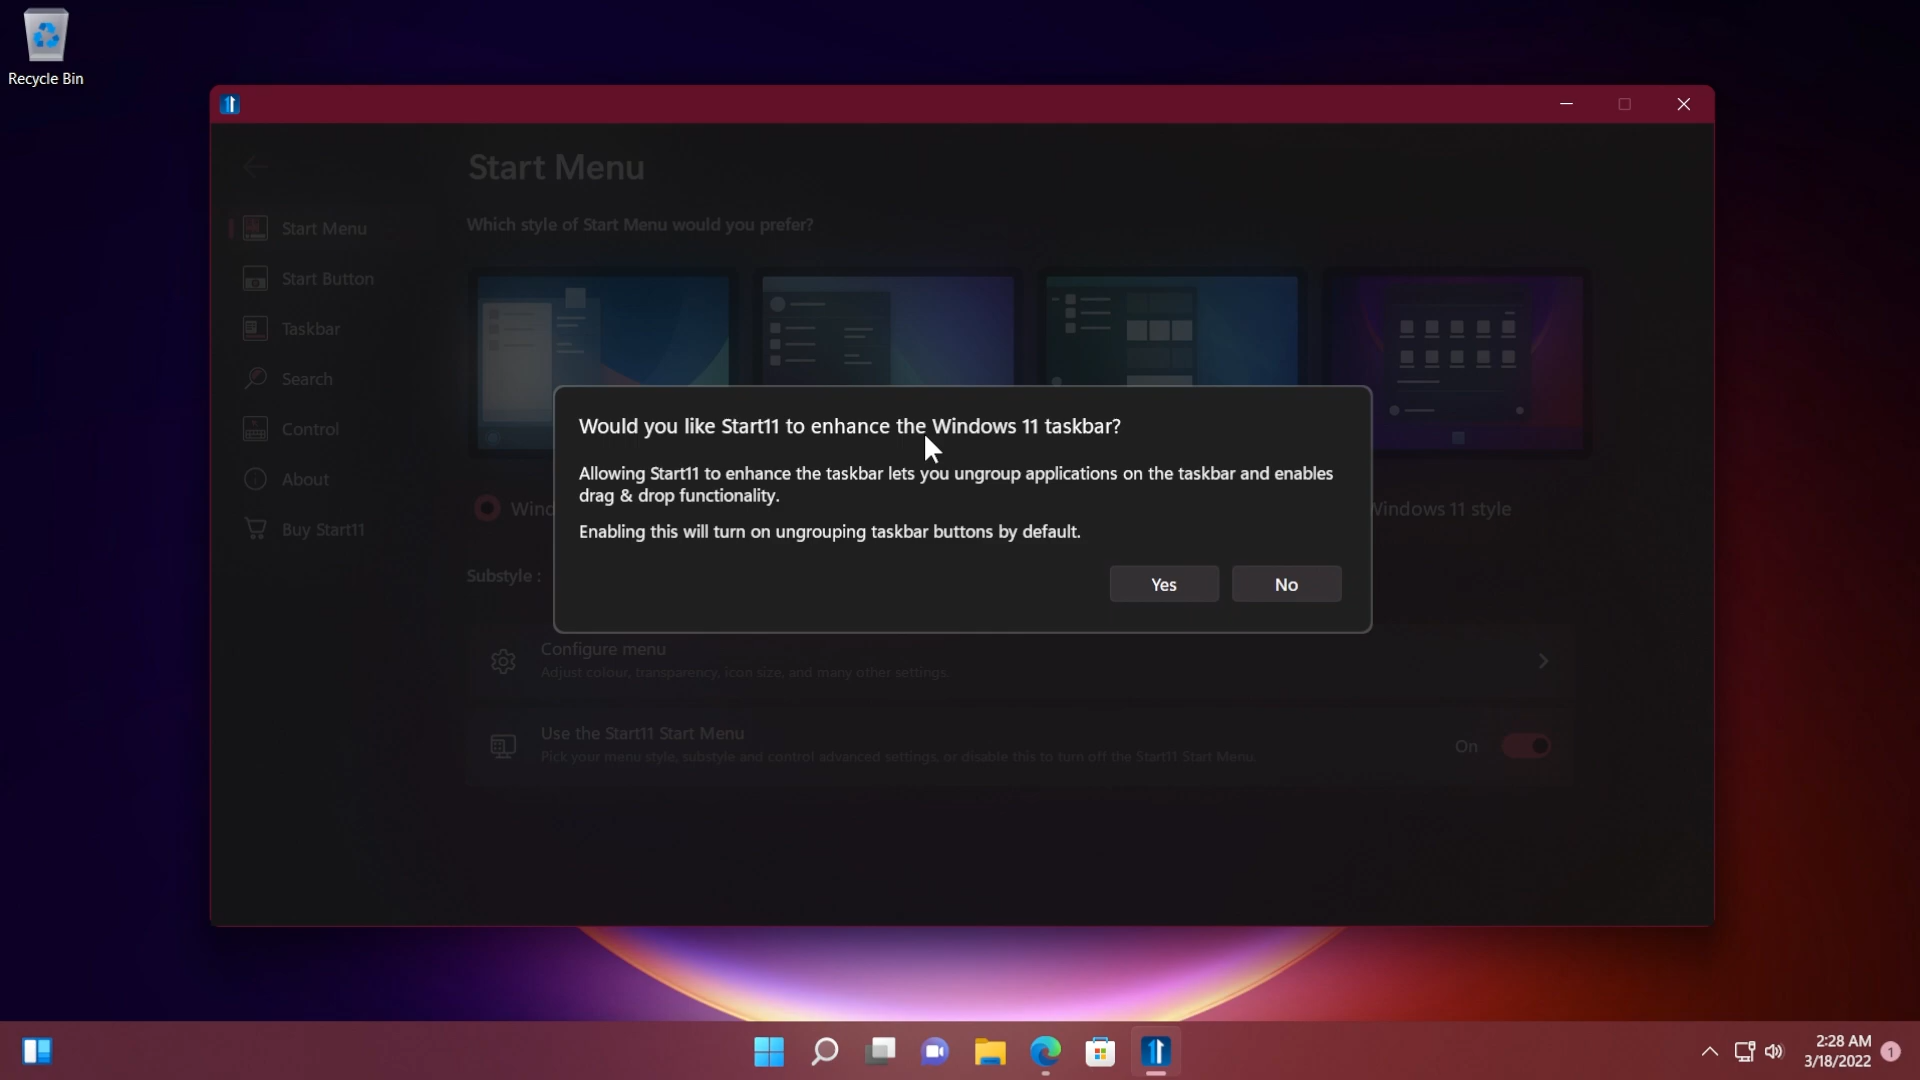 Recycle Bin
Start Menu
Which style of Start Menu would you prefer?
Start Menu
Start Button
Taskbar
Search
Control
About
Buy Start11
Would you like Start11 to enhance the Windows 11 taskbar?
Allowing Start11 to enhance the taskbar lets you ungroup applications on the taskbar and enables
drag & drop functionality.
Enabling this will turn on ungrouping taskbar buttons by default.
Yes
No
Windows 11 style
Substyle :
Configure menu
Adjust colour, transparency, icon size, and many other settings.
Use the Start11 Start Menu
Pick your menu style, substyle and control advanced settings, or disable this to turn off the Start11 Start Menu.
On
2:28 AM
3/18/2022
1